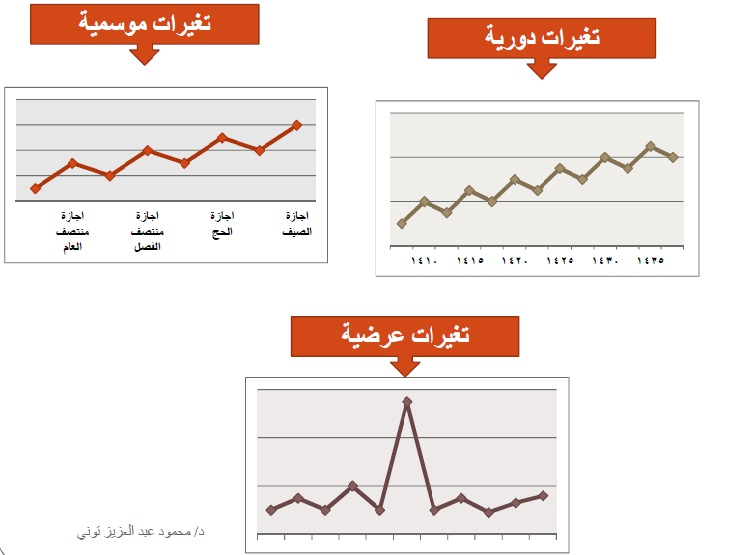 تغيرات موسمية
تغيرات دورية
اجازة منتصف العام
اجازة منتصف الفصل
اجازة الحج
اجازة الصيف
١٤١٠ ١٤١٥ ١٤٢٠ ١٤٢٥ ١٤٣٠ ١٤٣٥
تغيرات عرضية
د/ محمود عبد العزيز توني